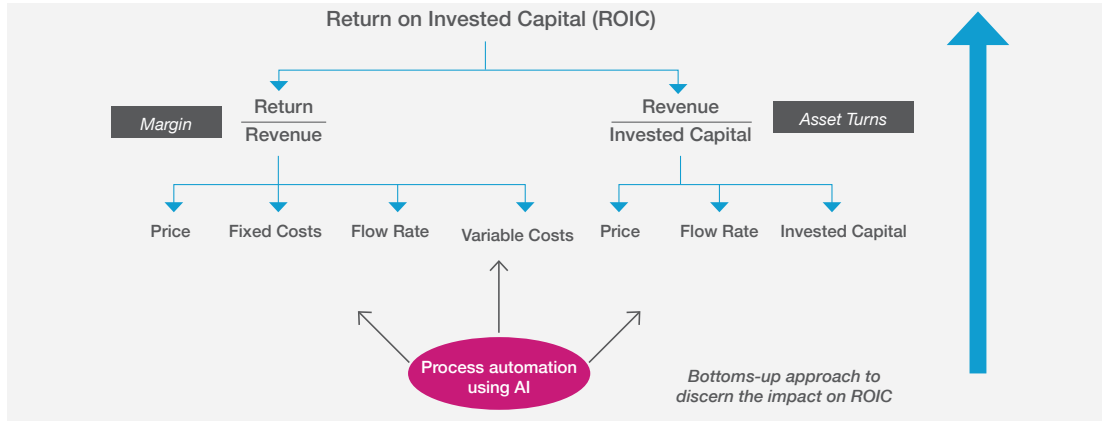 Return on Invested Capital (ROIC)
Margin
Return
Revenue
Revenue
Invested Capital
Asset Turns
Price
Fixed Costs
Flow Rate
Variable Costs
Price
Flow Rate
Invested Capital
Process automation
using AI
Bottoms-up approach to
discern the impact on ROIC